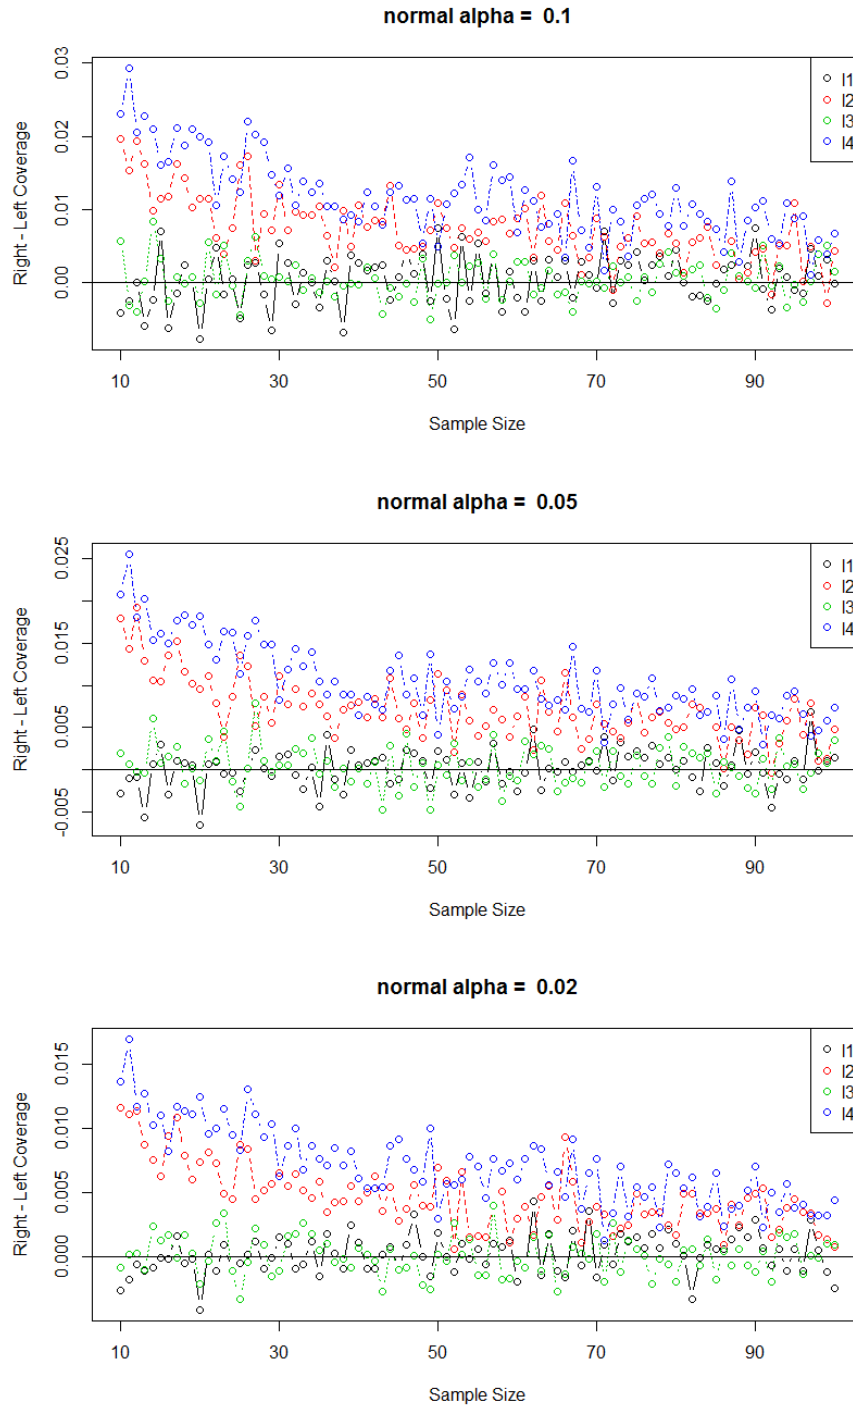 normal alpha = 0.1
Right - Left Coverage
0.03
0.02
0.01
0.00
I1
I2
I3
I4
10 30 50 70 90
Sample Size
normal alpha = 0.05
Right - Left Coverage
0.025
0.015
0.005
-0.005
I1
I2
I3
I4
10 30 50 70 90
Sample Size
normal alpha = 0.02
Right - Left Coverage
0.015
0.010
0.005
0.000
I1
I2
I3
I4
10 30 50 70 90
Sample Size